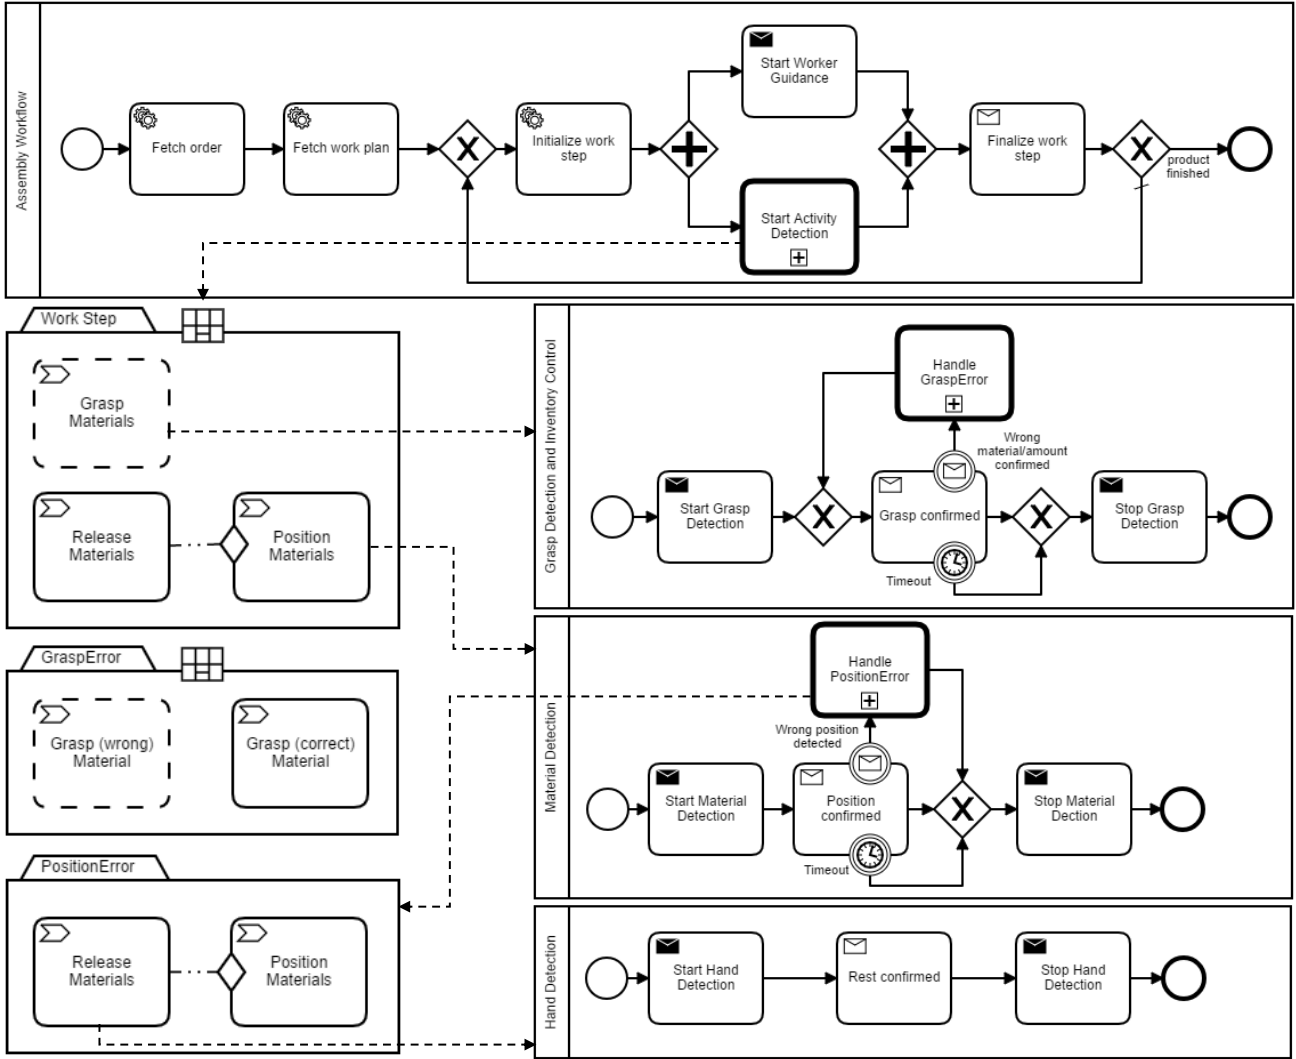 Assembly Workflow
Fetch order
Fetch work plan
X
Initialize work
step
Start Worker
Guidance
Start Activity
Detection
Finalize work
step
X
product
finished
Work Step
Grasp
Materials
Release
Materials
Position
Materials
GraspError
Grasp (wrong)
Material
Grasp (correct)
Material
PositionError
Release
Materials
Position
Materials
Grasp Detection and Inventory Control
Handle
GraspError
Wrong
material/amount
confirmed
Start Grasp
Detection
X
Grasp confirmed
Timeout
X
Stop Grasp
Detection
Material Detection
Handle
PositionError
Wrong position
detected
Start Material
Detection
Position
confirmed
Timeout
X
Stop Material
Dection
Hand Detection
Start Hand
Detection
Rest confirmed
Stop Hand
Detection